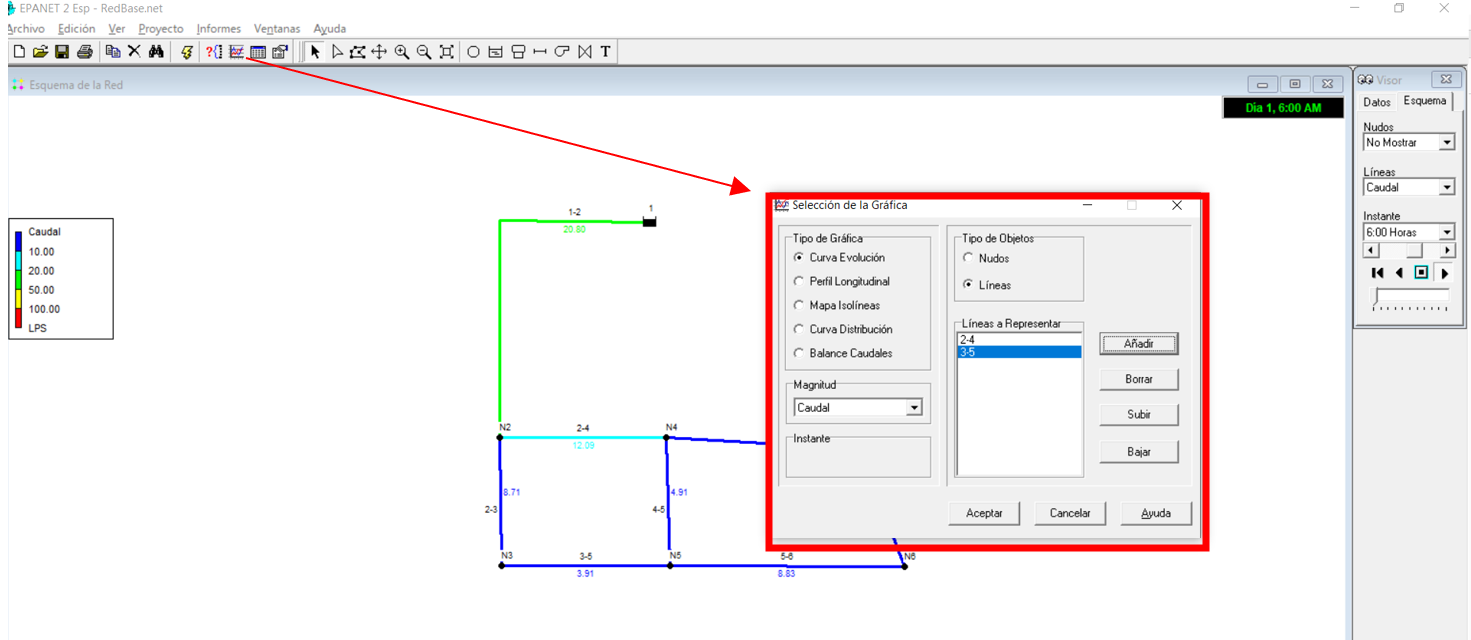 EPANET 2 Esp - RedBase.net
Archivo Edición Ver Proyecto Informes Ventanas Ayuda
?{}
T
Esquema de la Red
Dia 1, 6:00 AM
Visor
Datos Esquema
Nudos
No Mostrar
Líneas
Caudal
Instante
6:00 Horas
Caudal
10.00
20.00
50.00
100.00
LPS
1-2
1
20.80
N2
2-4
N4
12.09
8.71
4.91
2-3
4-5
N3
3-5
N5
5-6
N6
3.91
8.83
Selección de la Gráfica
Tipo de Gráfica
Curva Evolución
Perfil Longitudinal
Mapa Isolíneas
Curva Distribución
Balance Caudales
Magnitud
Caudal
Instante
Tipo de Objetos
Nudos
Líneas
Líneas a Representar
2-4
3-5
Añadir
Borrar
Subir
Bajar
Aceptar Cancelar Ayuda